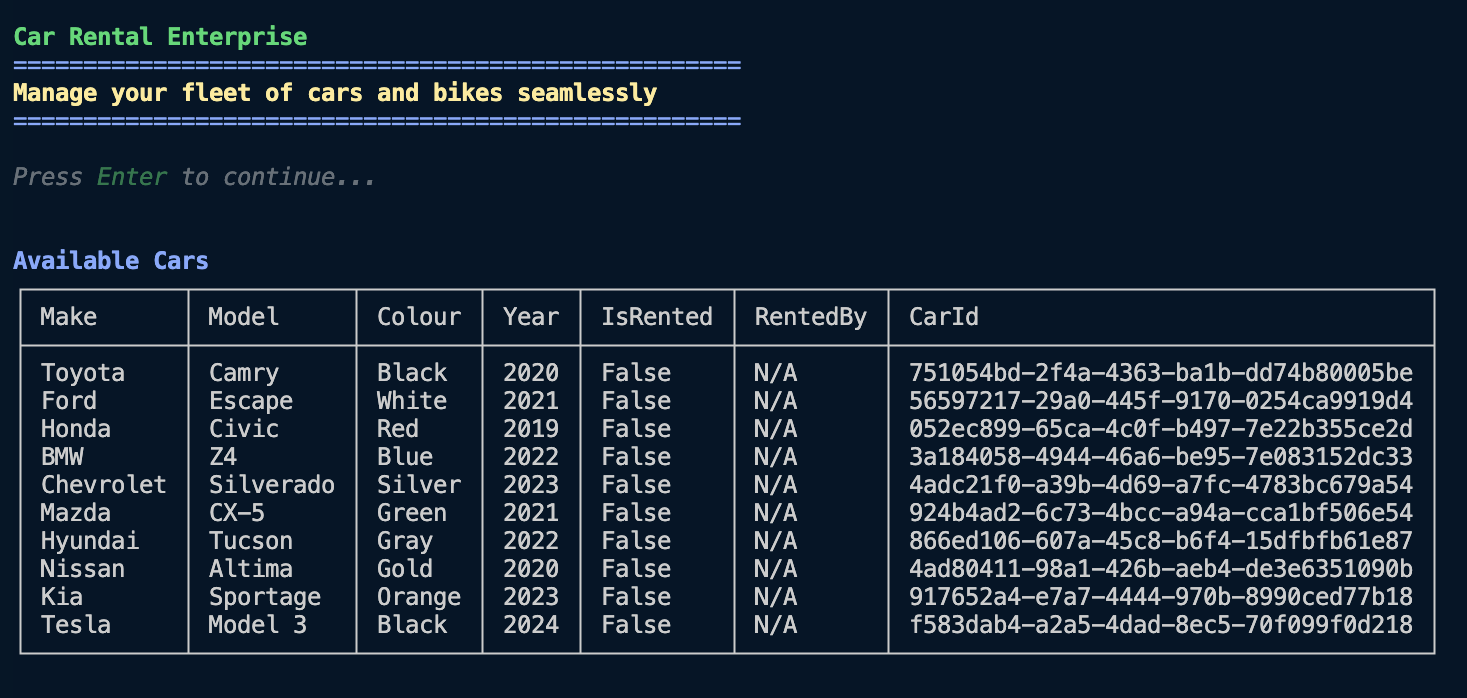 Car Rental Enterprise
====================================================
Manage your fleet of cars and bikes seamlessly
====================================================
Press Enter to continue...
Available Cars
Make Model Colour Year IsRented RentedBy CarId
Toyota Camry Black 2020 False N/A 751054bd-2f4a-4363-ba1b-dd74b80005be
Ford Escape White 2021 False N/A 56597217-29a0-445f-9170-0254ca9919d4
Honda Civic Red 2019 False N/A 052ec899-65ca-4c0f-b497-7e22b355ce2d
BMW Z4 Blue 2022 False N/A 3a184058-4944-46a6-be95-7e083152dc33
Chevrolet Silverado Silver 2023 False N/A 4adc21f0-a39b-4d69-a7fc-4783bc679a54
Mazda CX-5 Green 2021 False N/A 924b4ad2-6c73-4bcc-a94a-cca1bf506e54
Hyundai Tucson Gray 2022 False N/A 866ed106-607a-45c8-b6f4-15dfbfb61e87
Nissan Altima Gold 2020 False N/A 4ad80411-98a1-426b-aeb4-de3e6351090b
Kia Sportage Orange 2023 False N/A 917652a4-e7a7-4444-970b-8990ced77b18
Tesla Model 3 Black 2024 False N/A f583dab4-a2a5-4dad-8ec5-70f099f0d218